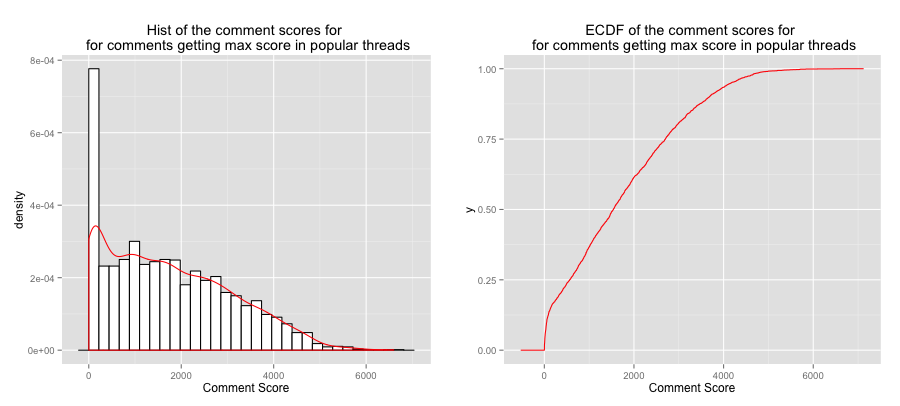 Hist of the comment scores for
for comments getting max score in popular threads
8e-04
6e-04
4e-04
2e-04
0e+00
density
0
2000
4000
6000
Comment Score
ECDF of the comment scores for
for comments getting max score in popular threads
1.00
0.75
0.50
0.25
0.00
y
0
2000
4000
6000
Comment Score